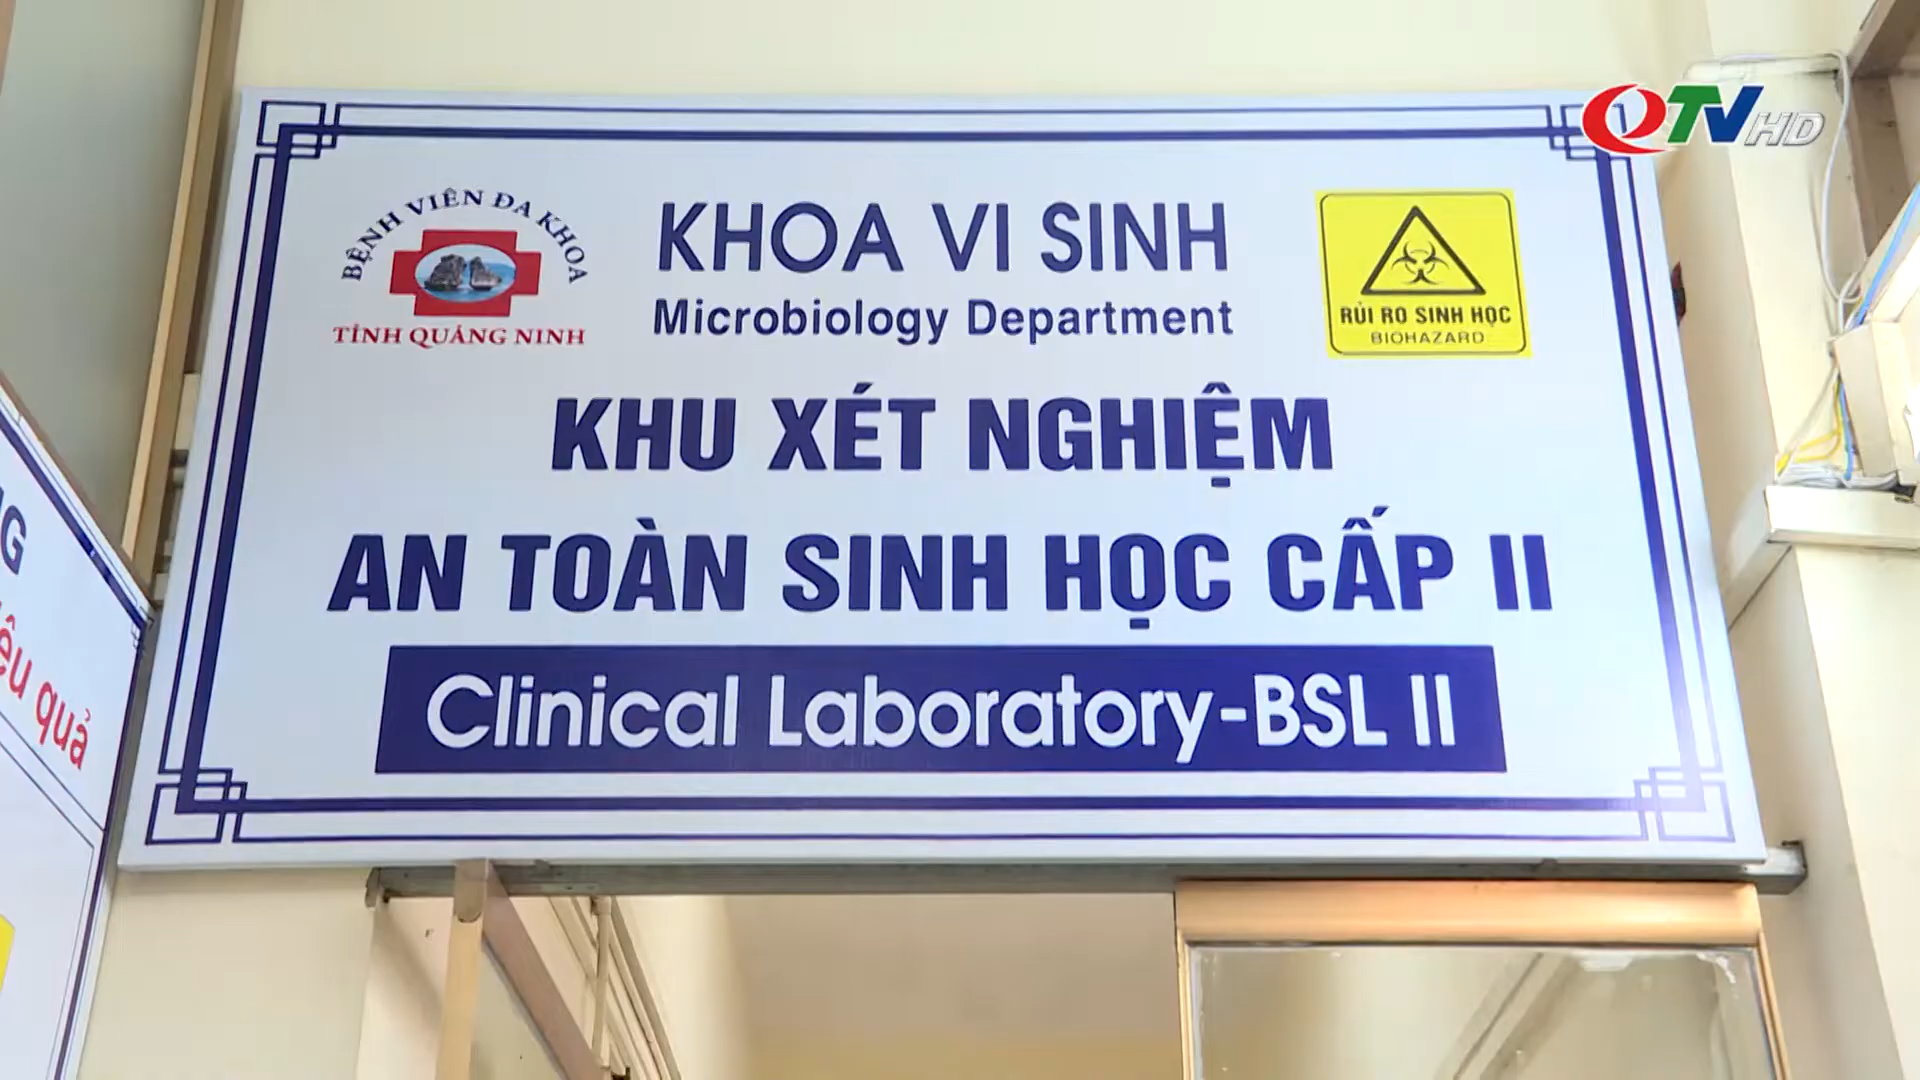 QTV HD
BỆNH VIỆN ĐA KHOA
TỈNH QUẢNG NINH
KHOA VI SINH
Microbiology Department
RỦI RO SINH HỌC
BIOHAZARD
KHU XÉT NGHIỆM
AN TOÀN SINH HỌC CẤP II
Clinical Laboratory-BSL II
quả